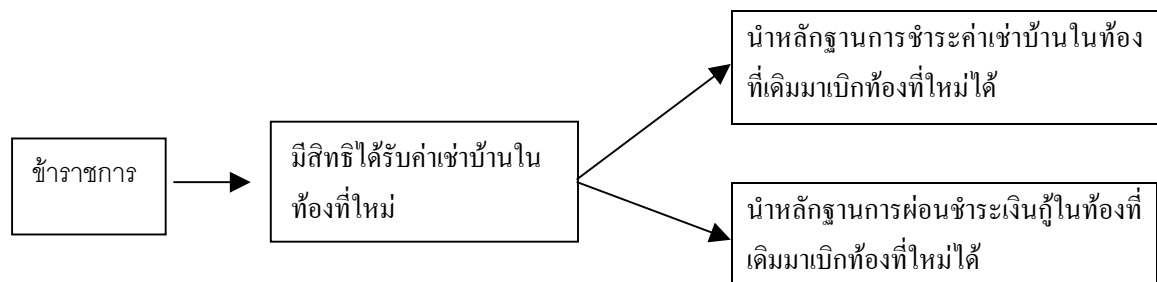 ข้าราชการ
มีสิทธิได้รับค่าเช่าบ้านใน
ท้องที่ใหม่
นำหลักฐานการชำระค่าเช่าบ้านในท้อง
ที่เดิมมาเบิกท้องที่ใหม่ได้
นำหลักฐานการผ่อนชำระเงินกู้ในท้องที่
เดิมมาเบิกท้องที่ใหม่ได้